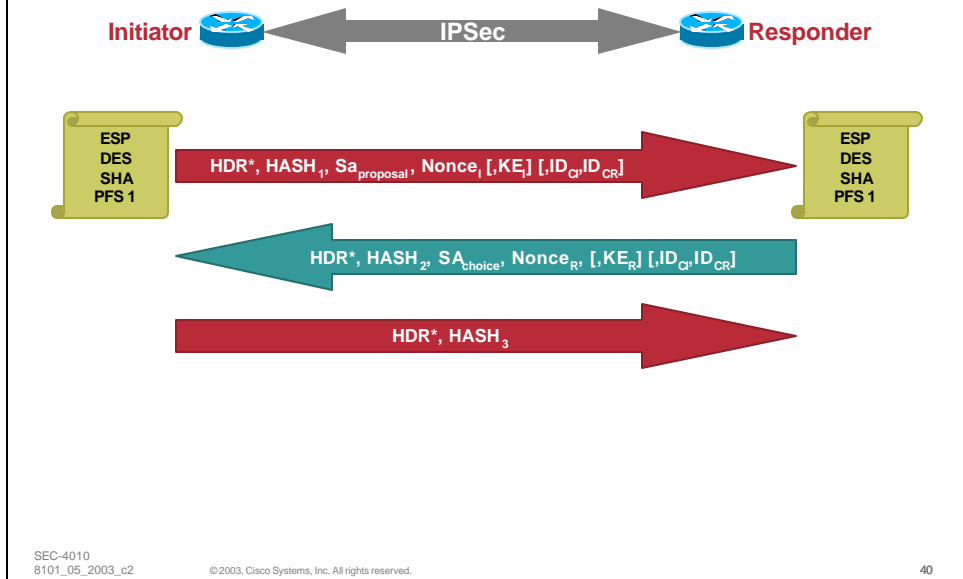 Initiator IPSec Responder
ESP
DES
SHA
PFS 1
HDR*, HASH1, Saproposal, NonceI [,KEI] [,IDCI,IDCR]
ESP
DES
SHA
PFS 1
HDR*, HASH2, SAchoice, NonceR, [,KER] [,IDCI,IDCR]
HDR*, HASH3
SEC-4010
8101_05_2003_c2 © 2003, Cisco Systems, Inc. All rights reserved. 40